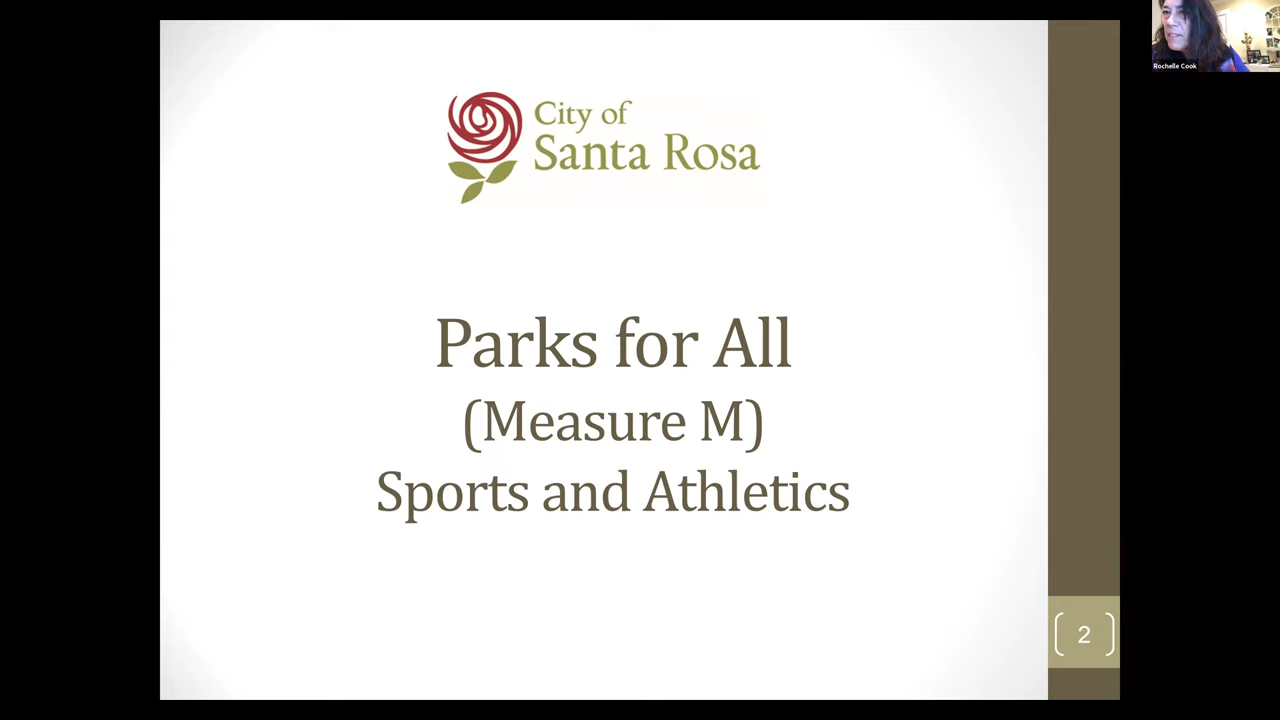 City of
Santa Rosa
Parks for All
(Measure M)
Sports and Athletics
2
Rochelle Cook